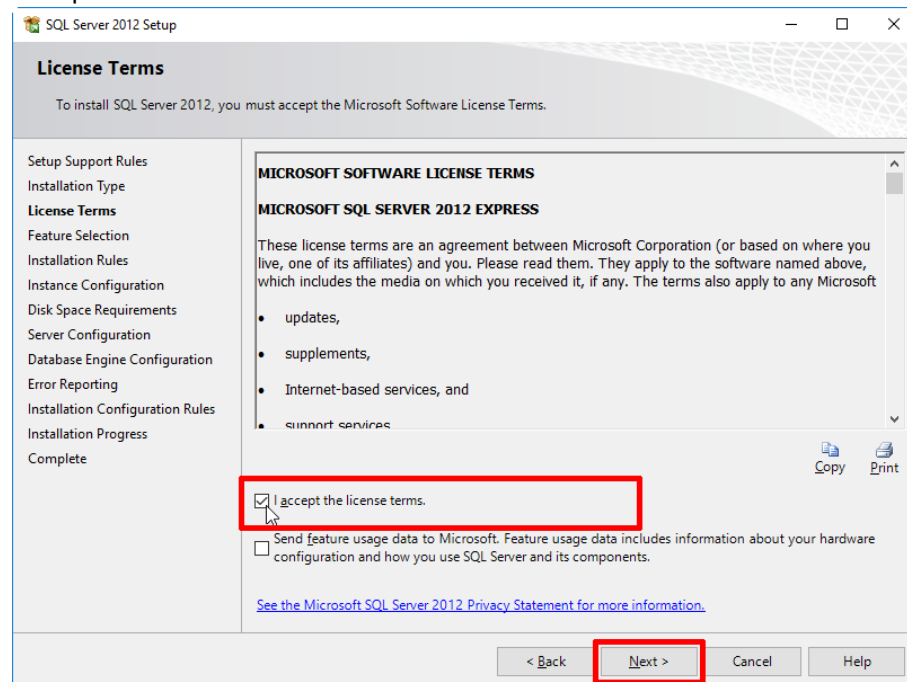 SQL Server 2012 Setup
License Terms
To install SQL Server 2012, you must accept the Microsoft Software License Terms.
Setup Support Rules
Installation Type
License Terms
Feature Selection
Installation Rules
Instance Configuration
Disk Space Requirements
Server Configuration
Database Engine Configuration
Error Reporting
Installation Configuration Rules
Installation Progress
Complete
MICROSOFT SOFTWARE LICENSE TERMS
MICROSOFT SQL SERVER 2012 EXPRESS
These license terms are an agreement between Microsoft Corporation (or based on where you
live, one of its affiliates) and you. Please read them. They apply to the software named above,
which includes the media on which you received it, if any. The terms also apply to any Microsoft
• updates,
• supplements,
• Internet-based services, and
• support services
Copy Print
I accept the license terms.
Send feature usage data to Microsoft. Feature usage data includes information about your hardware
configuration and how you use SQL Server and its components.
See the Microsoft SQL Server 2012 Privacy Statement for more information.
< Back Next > Cancel Help